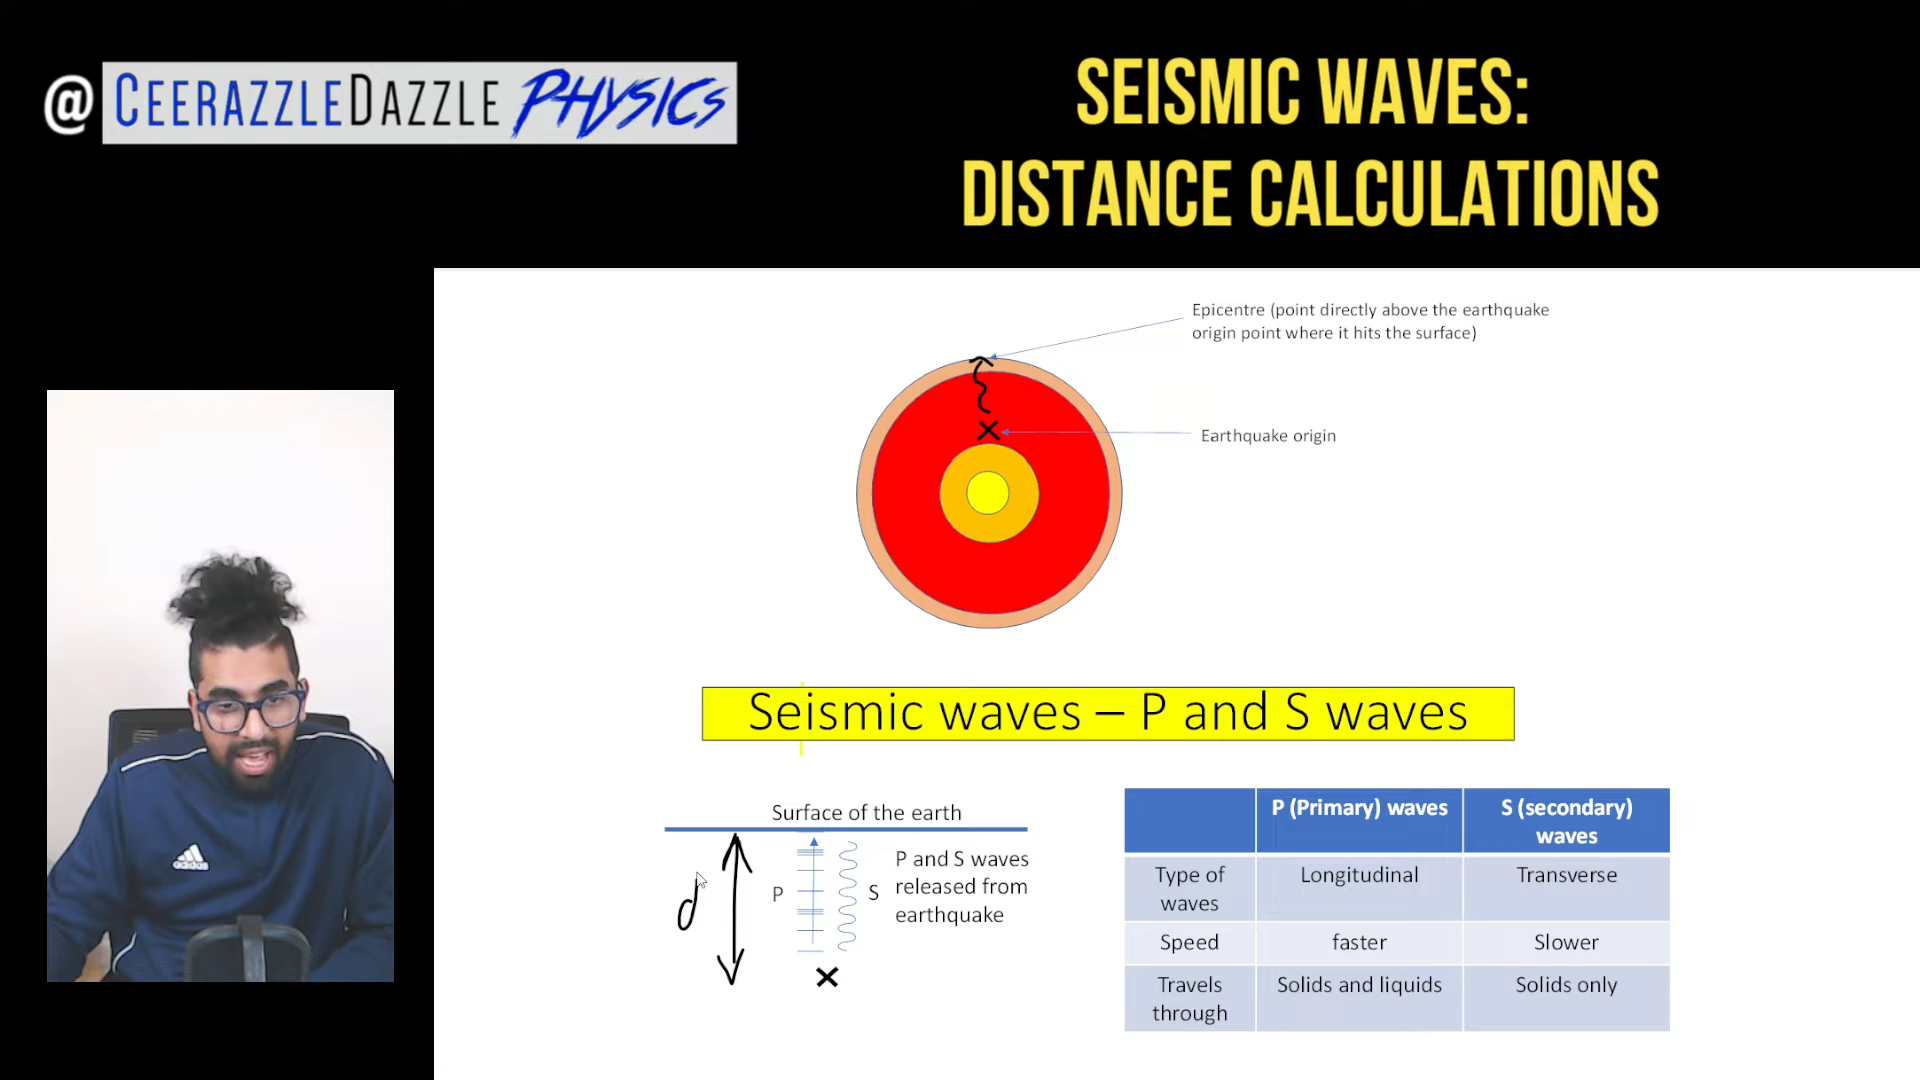 @ CEERAZZLEDAZZLE PHYSICS
SEISMIC WAVES:
DISTANCE CALCULATIONS
Epicentre (point directly above the earthquake
origin point where it hits the surface)
Earthquake origin
Seismic waves – P and S waves
Surface of the earth
d
P
S
P and S waves
released from
earthquake
P (Primary) waves
S (secondary)
waves
Type of
waves
Longitudinal
Transverse
Speed
faster
Slower
Travels
through
Solids and liquids
Solids only
adidas